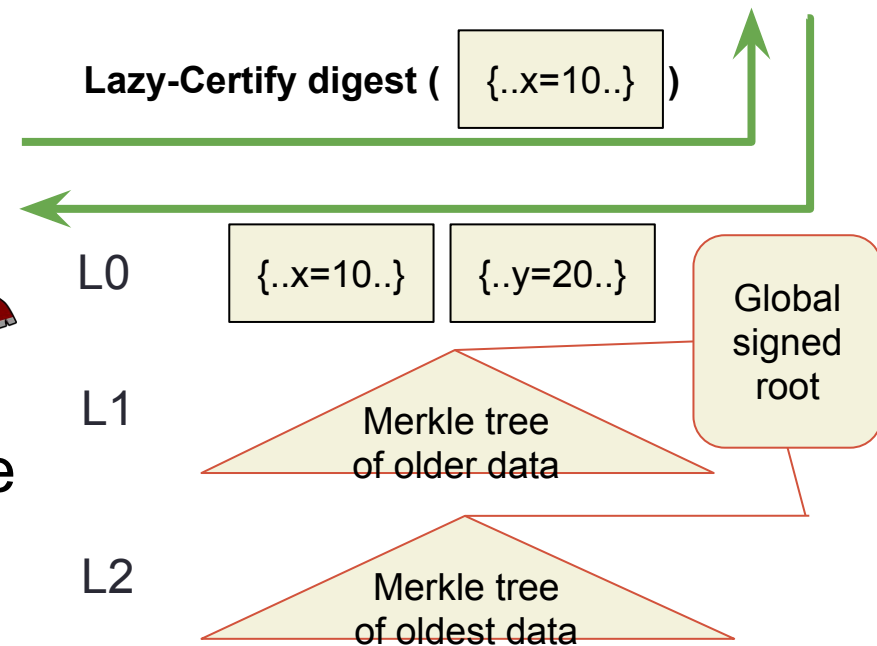 Lazy-Certify digest ( {..x=10..} )
L0
{..x=10..}
{..y=20..}
Global
signed
root
L1
Merkle tree
of older data
e
L2
Merkle tree
of oldest data